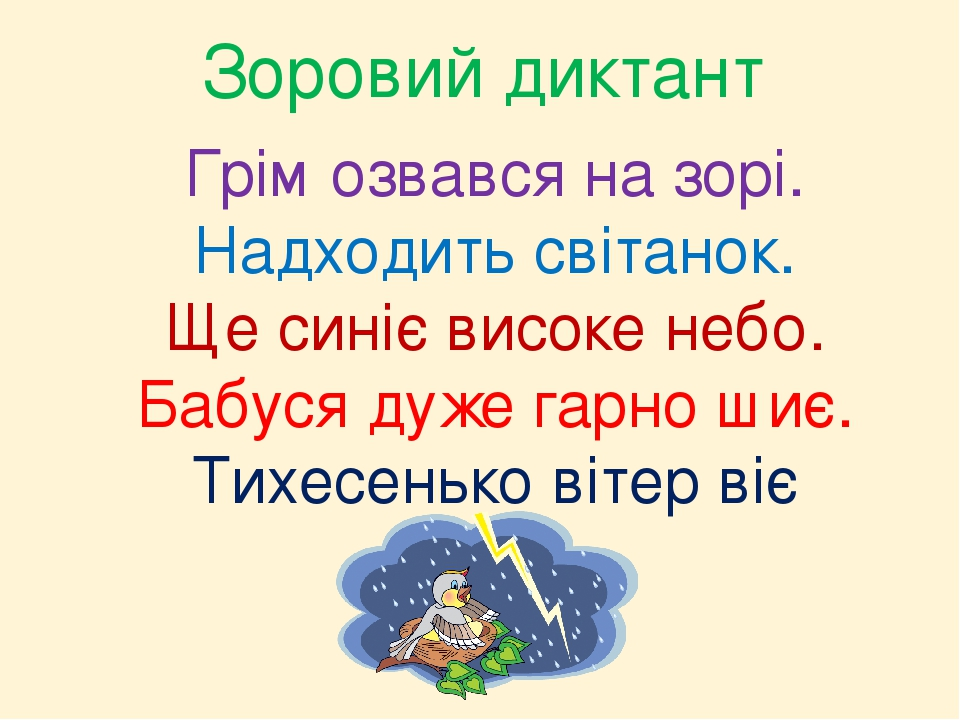 Зоровий диктант
Грім озвався на зорі.
Надходить світанок.
Ще синіє високе небо.
Бабуся дуже гарно шиє.
Тихесенько вітер віє